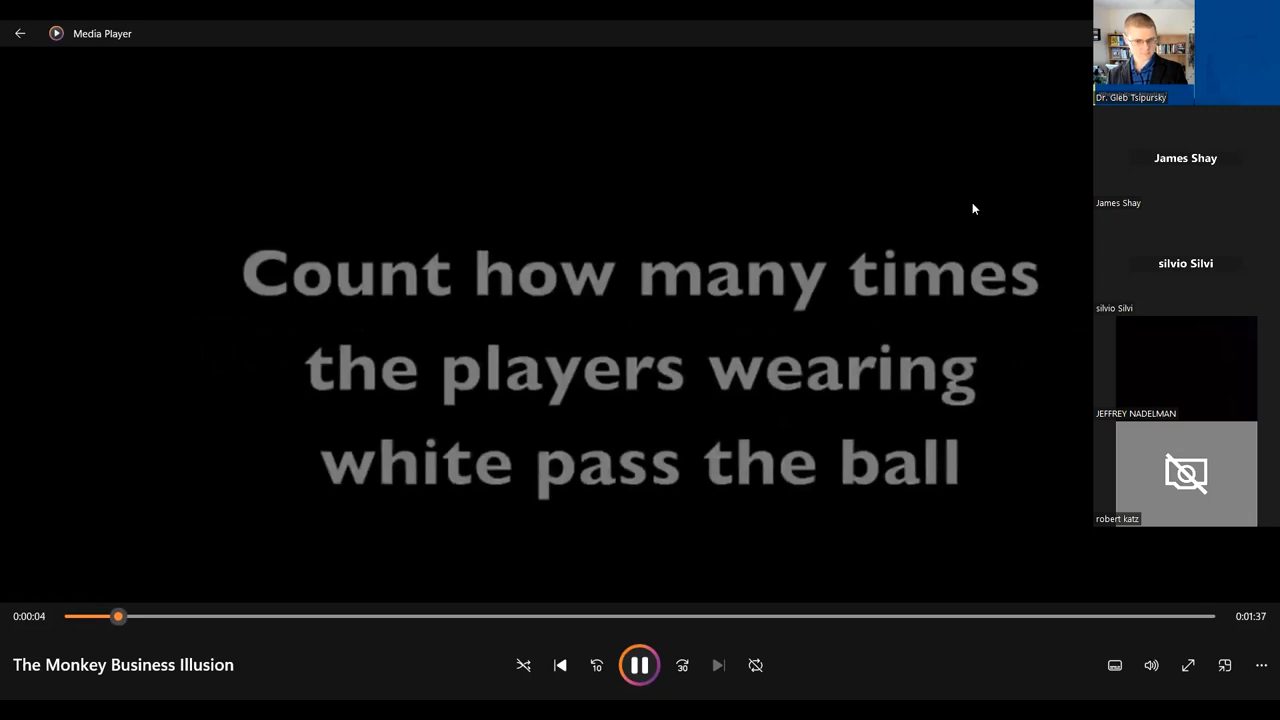 Media Player
Dr. Gleb Tsipursky
James Shay
James Shay
silvio Silvi
silvio Silvi
JEFFREY NADELMAN
robert katz
Count how many times
the players wearing
white pass the ball
0:00:04
0:01:37
The Monkey Business Illusion
10
30